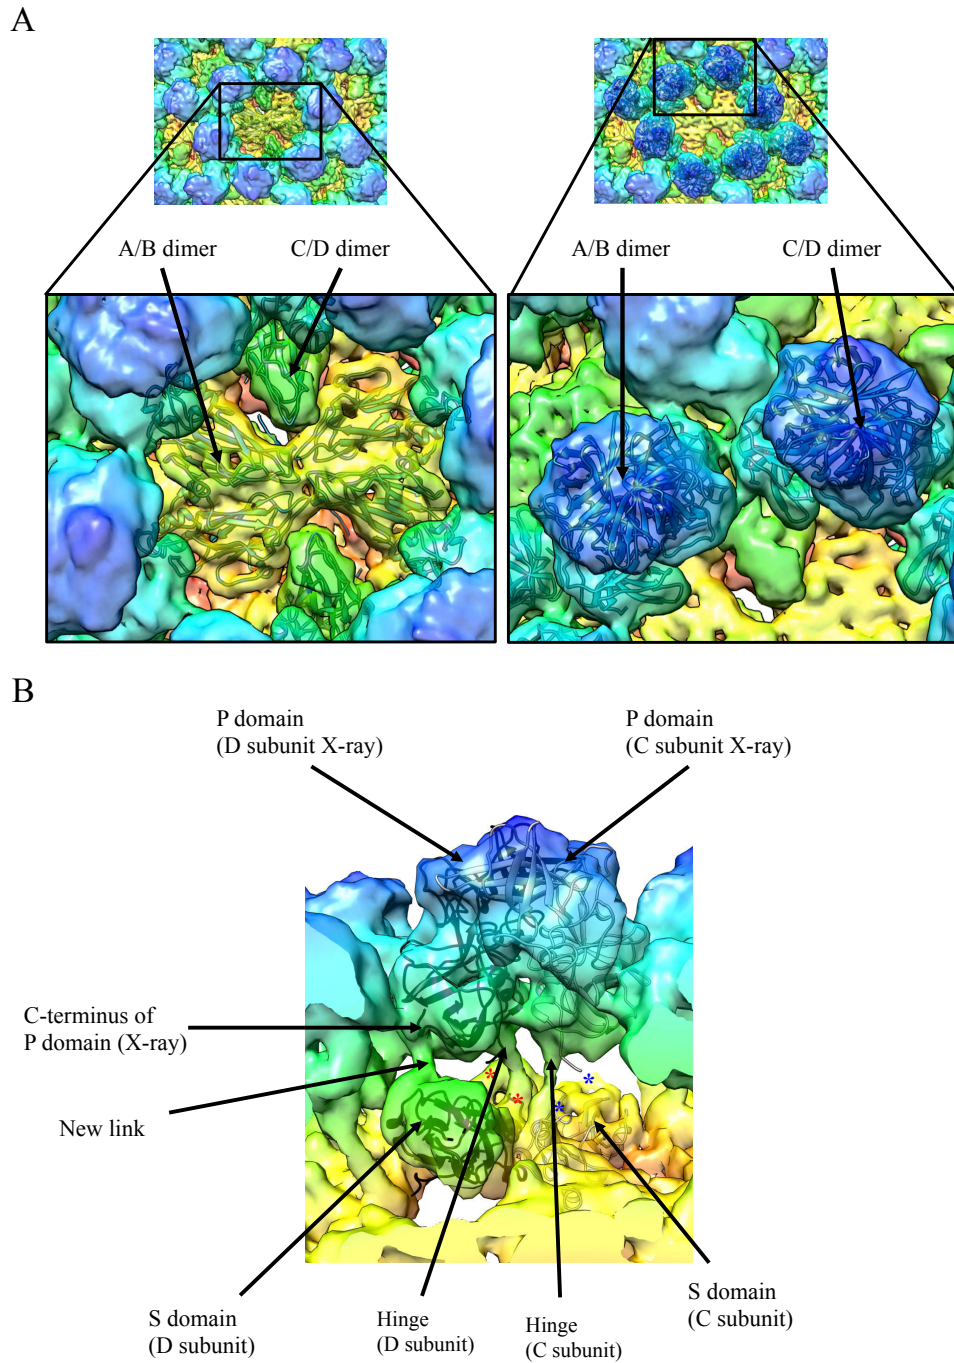 A
A/B dimer
C/D dimer
A/B dimer
C/D dimer
B
P domain
(D subunit X-ray)
P domain
(C subunit X-ray)
C-terminus of
P domain (X-ray)
New link
* * * *
S domain
(D subunit)
Hinge
(D subunit)
Hinge
(C subunit)
S domain
(C subunit)